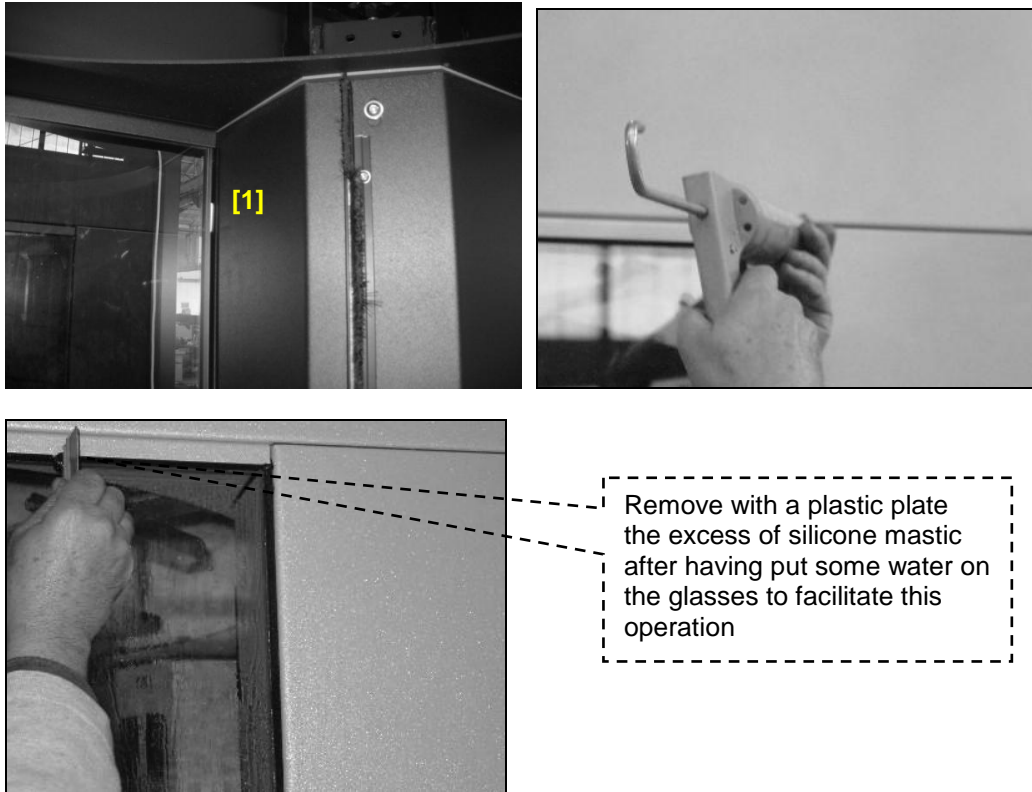 [1]
Remove with a plastic plate
the excess of silicone mastic
after having put some water on
the glasses to facilitate this
operation